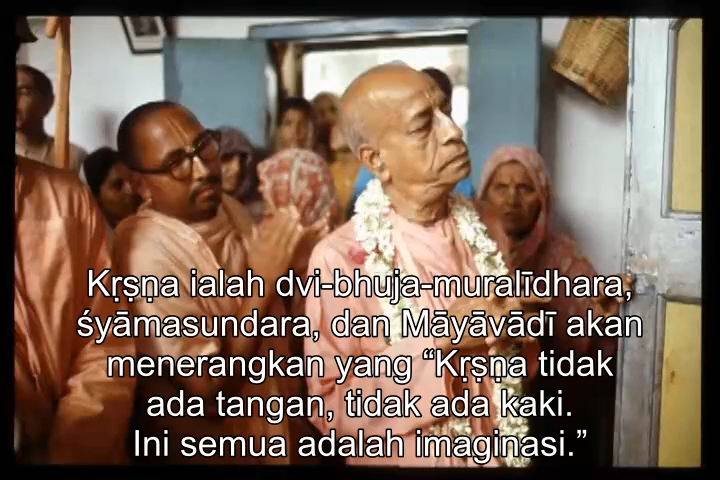 Kṛṣṇa ialah dvi-bhuja-muralīdhara,
śyāmasundara, dan Māyāvādī akan
menerangkan yang “Kṛṣṇa tidak
ada tangan, tidak ada kaki.
Ini semua adalah imaginasi.”